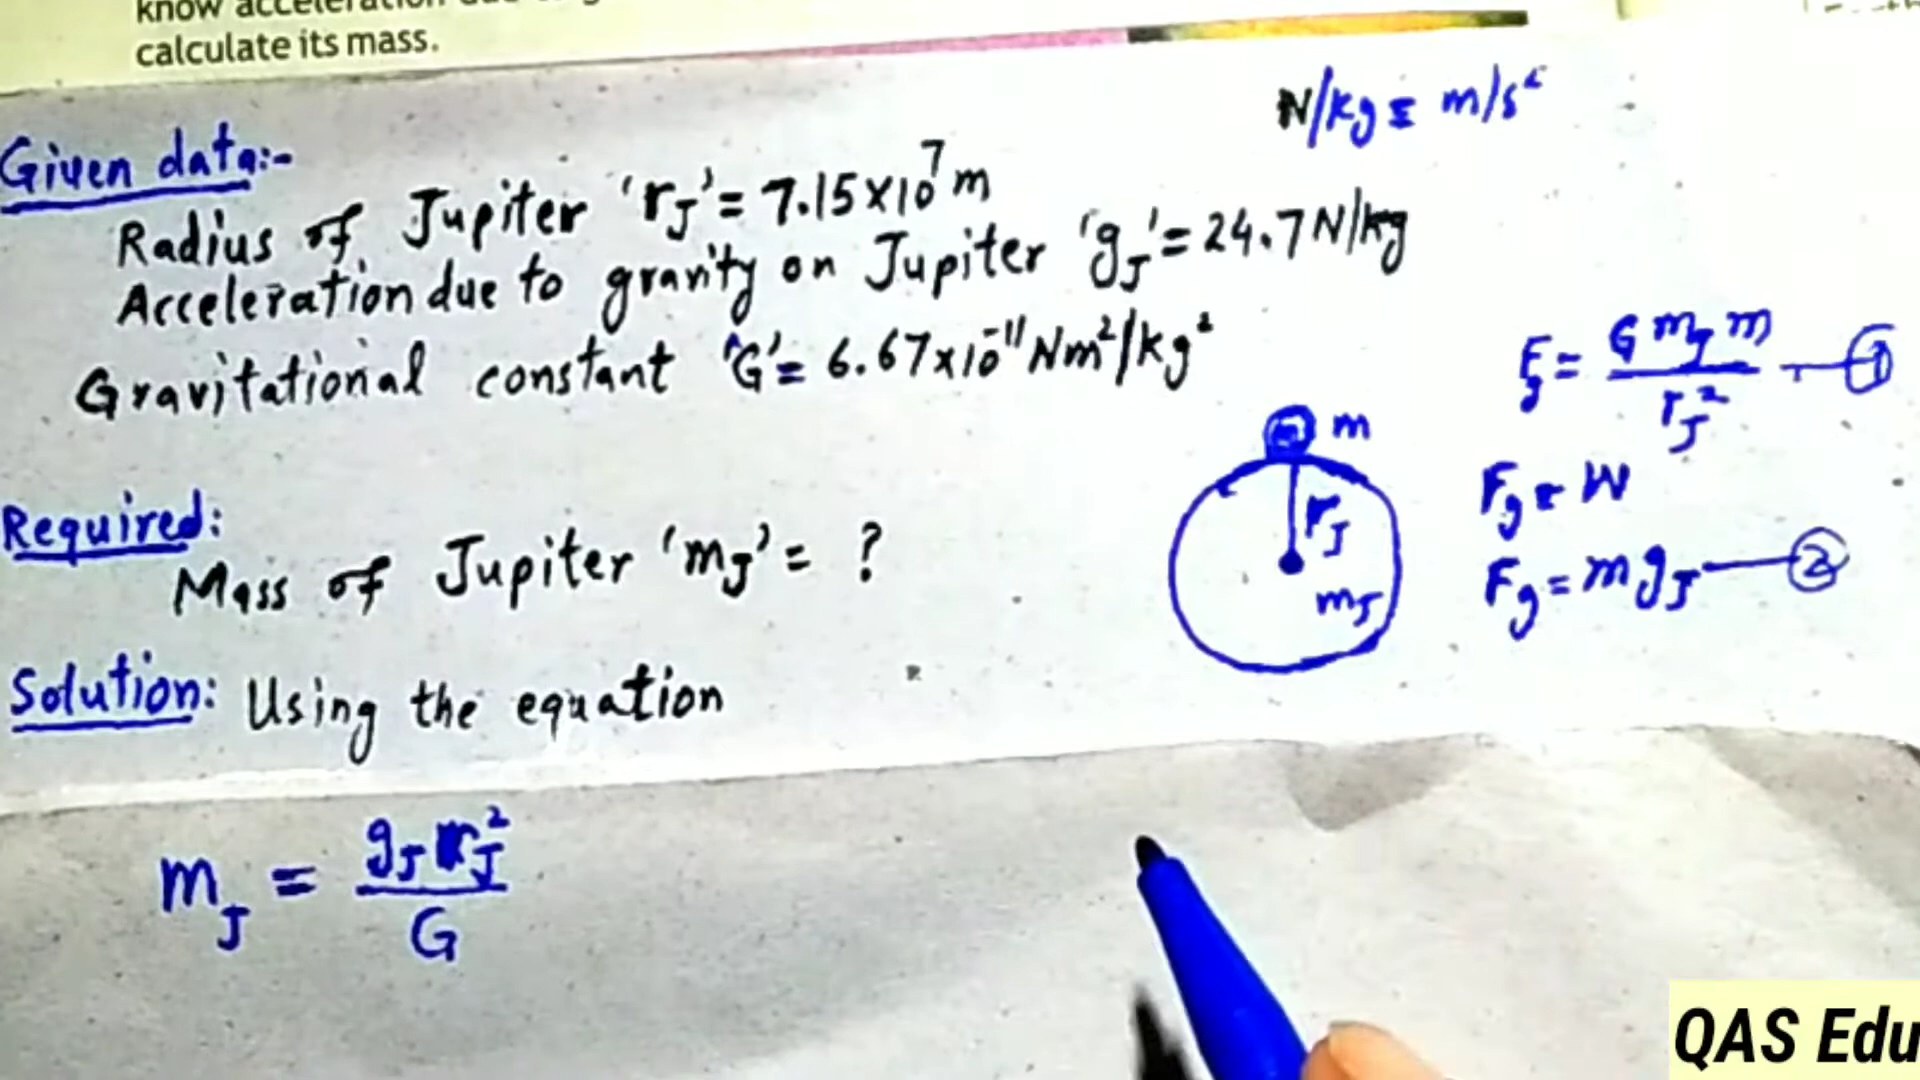 know acceleration
calculate its mass.
N/kg = m/s²
Given data:-
Radius of Jupiter 'rJ' = 7.15×10⁷ m
Acceleration due to gravity on Jupiter 'gJ' = 24.7 N/kg
Gravitational constant 'G' = 6.67×10⁻¹¹ Nm²/kg²
Fg = G mJ m / rJ² — 1
m
rJ
mJ
Fg = W
Fg = m gJ — 2
Required:
Mass of Jupiter 'mJ' = ?
Solution: Using the equation
mJ = gJ rJ² / G
QAS Edu